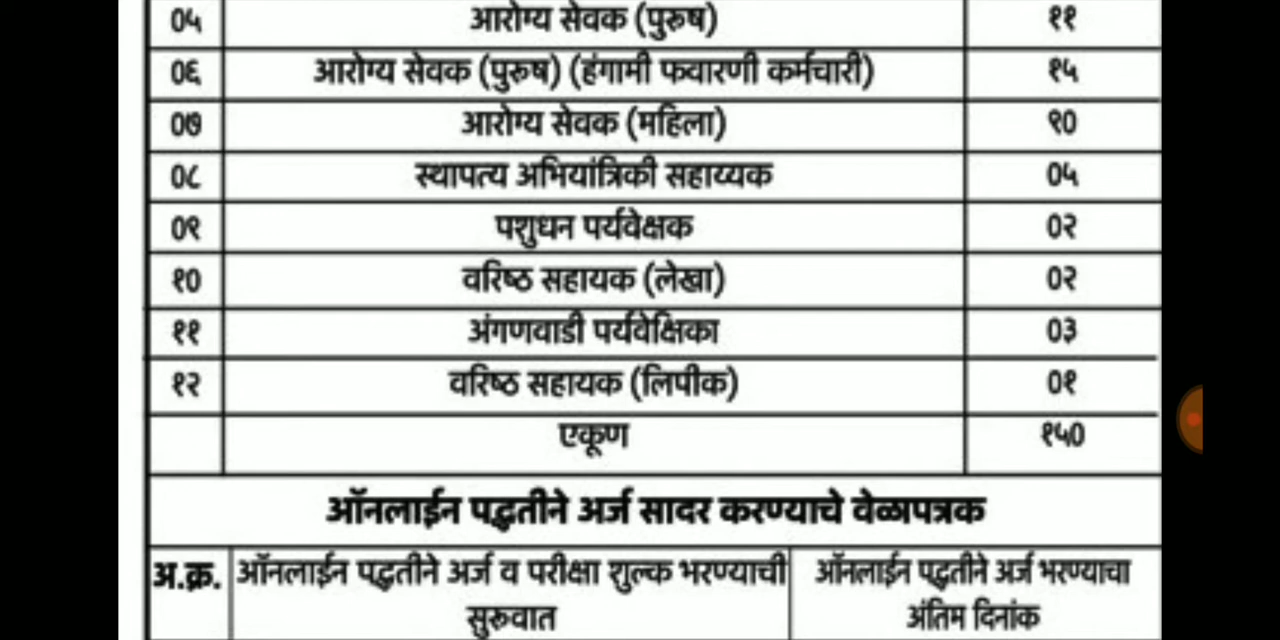 ०५ आरोग्य सेवक (पुरुष) ११
०६ आरोग्य सेवक (पुरुष) (हंगामी फवारणी कर्मचारी) १५
०७ आरोग्य सेवक (महिला) ९०
०८ स्थापत्य अभियांत्रिकी सहाय्यक ०५
०९ पशुधन पर्यवेक्षक ०२
१० वरिष्ठ सहायक (लेखा) ०२
११ अंगणवाडी पर्यवेक्षिका ०३
१२ वरिष्ठ सहायक (लिपीक) ०१
एकूण १५०
ऑनलाईन पद्धतीने अर्ज सादर करण्याचे वेळापत्रक
अ.क्र. ऑनलाईन पद्धतीने अर्ज व परीक्षा शुल्क भरण्याची ऑनलाईन पद्धतीने अर्ज भरण्याचा
सुरूवात अंतिम दिनांक